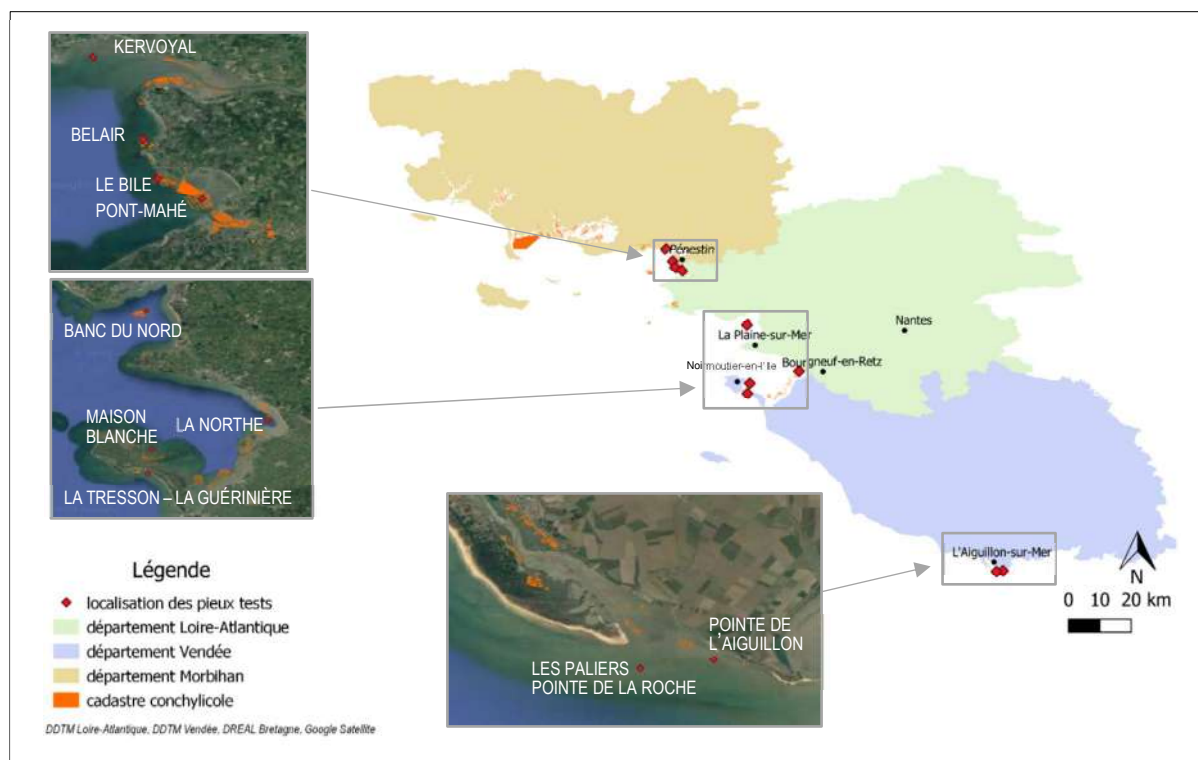 KERVOYAL
BELAIR
LE BILE
PONT-MAHÉ
BANC DU NORD
MAISON
BLANCHE
LA NORTHE
LA TRESSON – LA GUÉRINIÈRE
Pénestin
La Plaine-sur-Mer
Nantes
Noirmoutier-en-l'Ile
Bourgneuf-en-Retz
L'Aiguillon-sur-Mer
POINTE DE
L'AIGUILLON
LES PALIERS
POINTE DE LA ROCHE
N
0 10 20 km
Légende
localisation des pieux tests
département Loire-Atlantique
département Vendée
département Morbihan
cadastre conchylicole
DDTM Loire-Atlantique, DDTM Vendée, DREAL Bretagne, Google Satellite